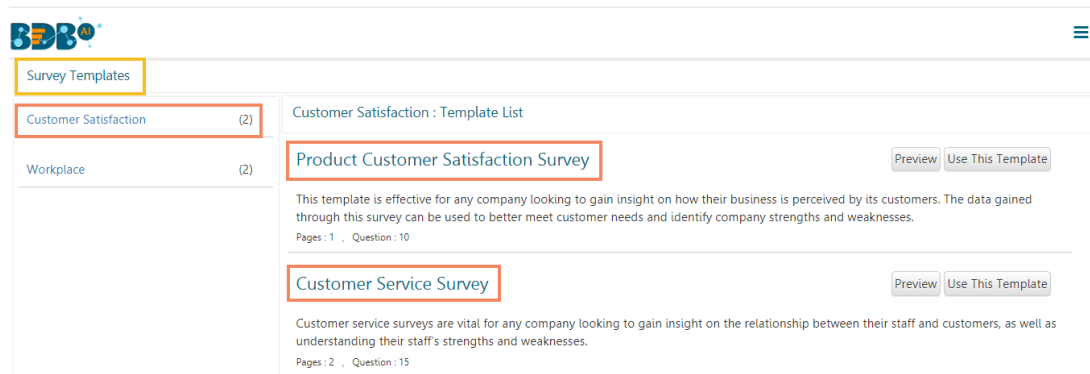 BDB AI
Survey Templates
Customer Satisfaction (2)
Workplace (2)
Customer Satisfaction : Template List
Product Customer Satisfaction Survey
Preview Use This Template
This template is effective for any company looking to gain insight on how their business is perceived by its customers. The data gained
through this survey can be used to better meet customer needs and identify company strengths and weaknesses.
Pages : 1 , Question : 10
Customer Service Survey
Preview Use This Template
Customer service surveys are vital for any company looking to gain insight on the relationship between their staff and customers, as well as
understanding their staff's strengths and weaknesses.
Pages : 2 , Question : 15